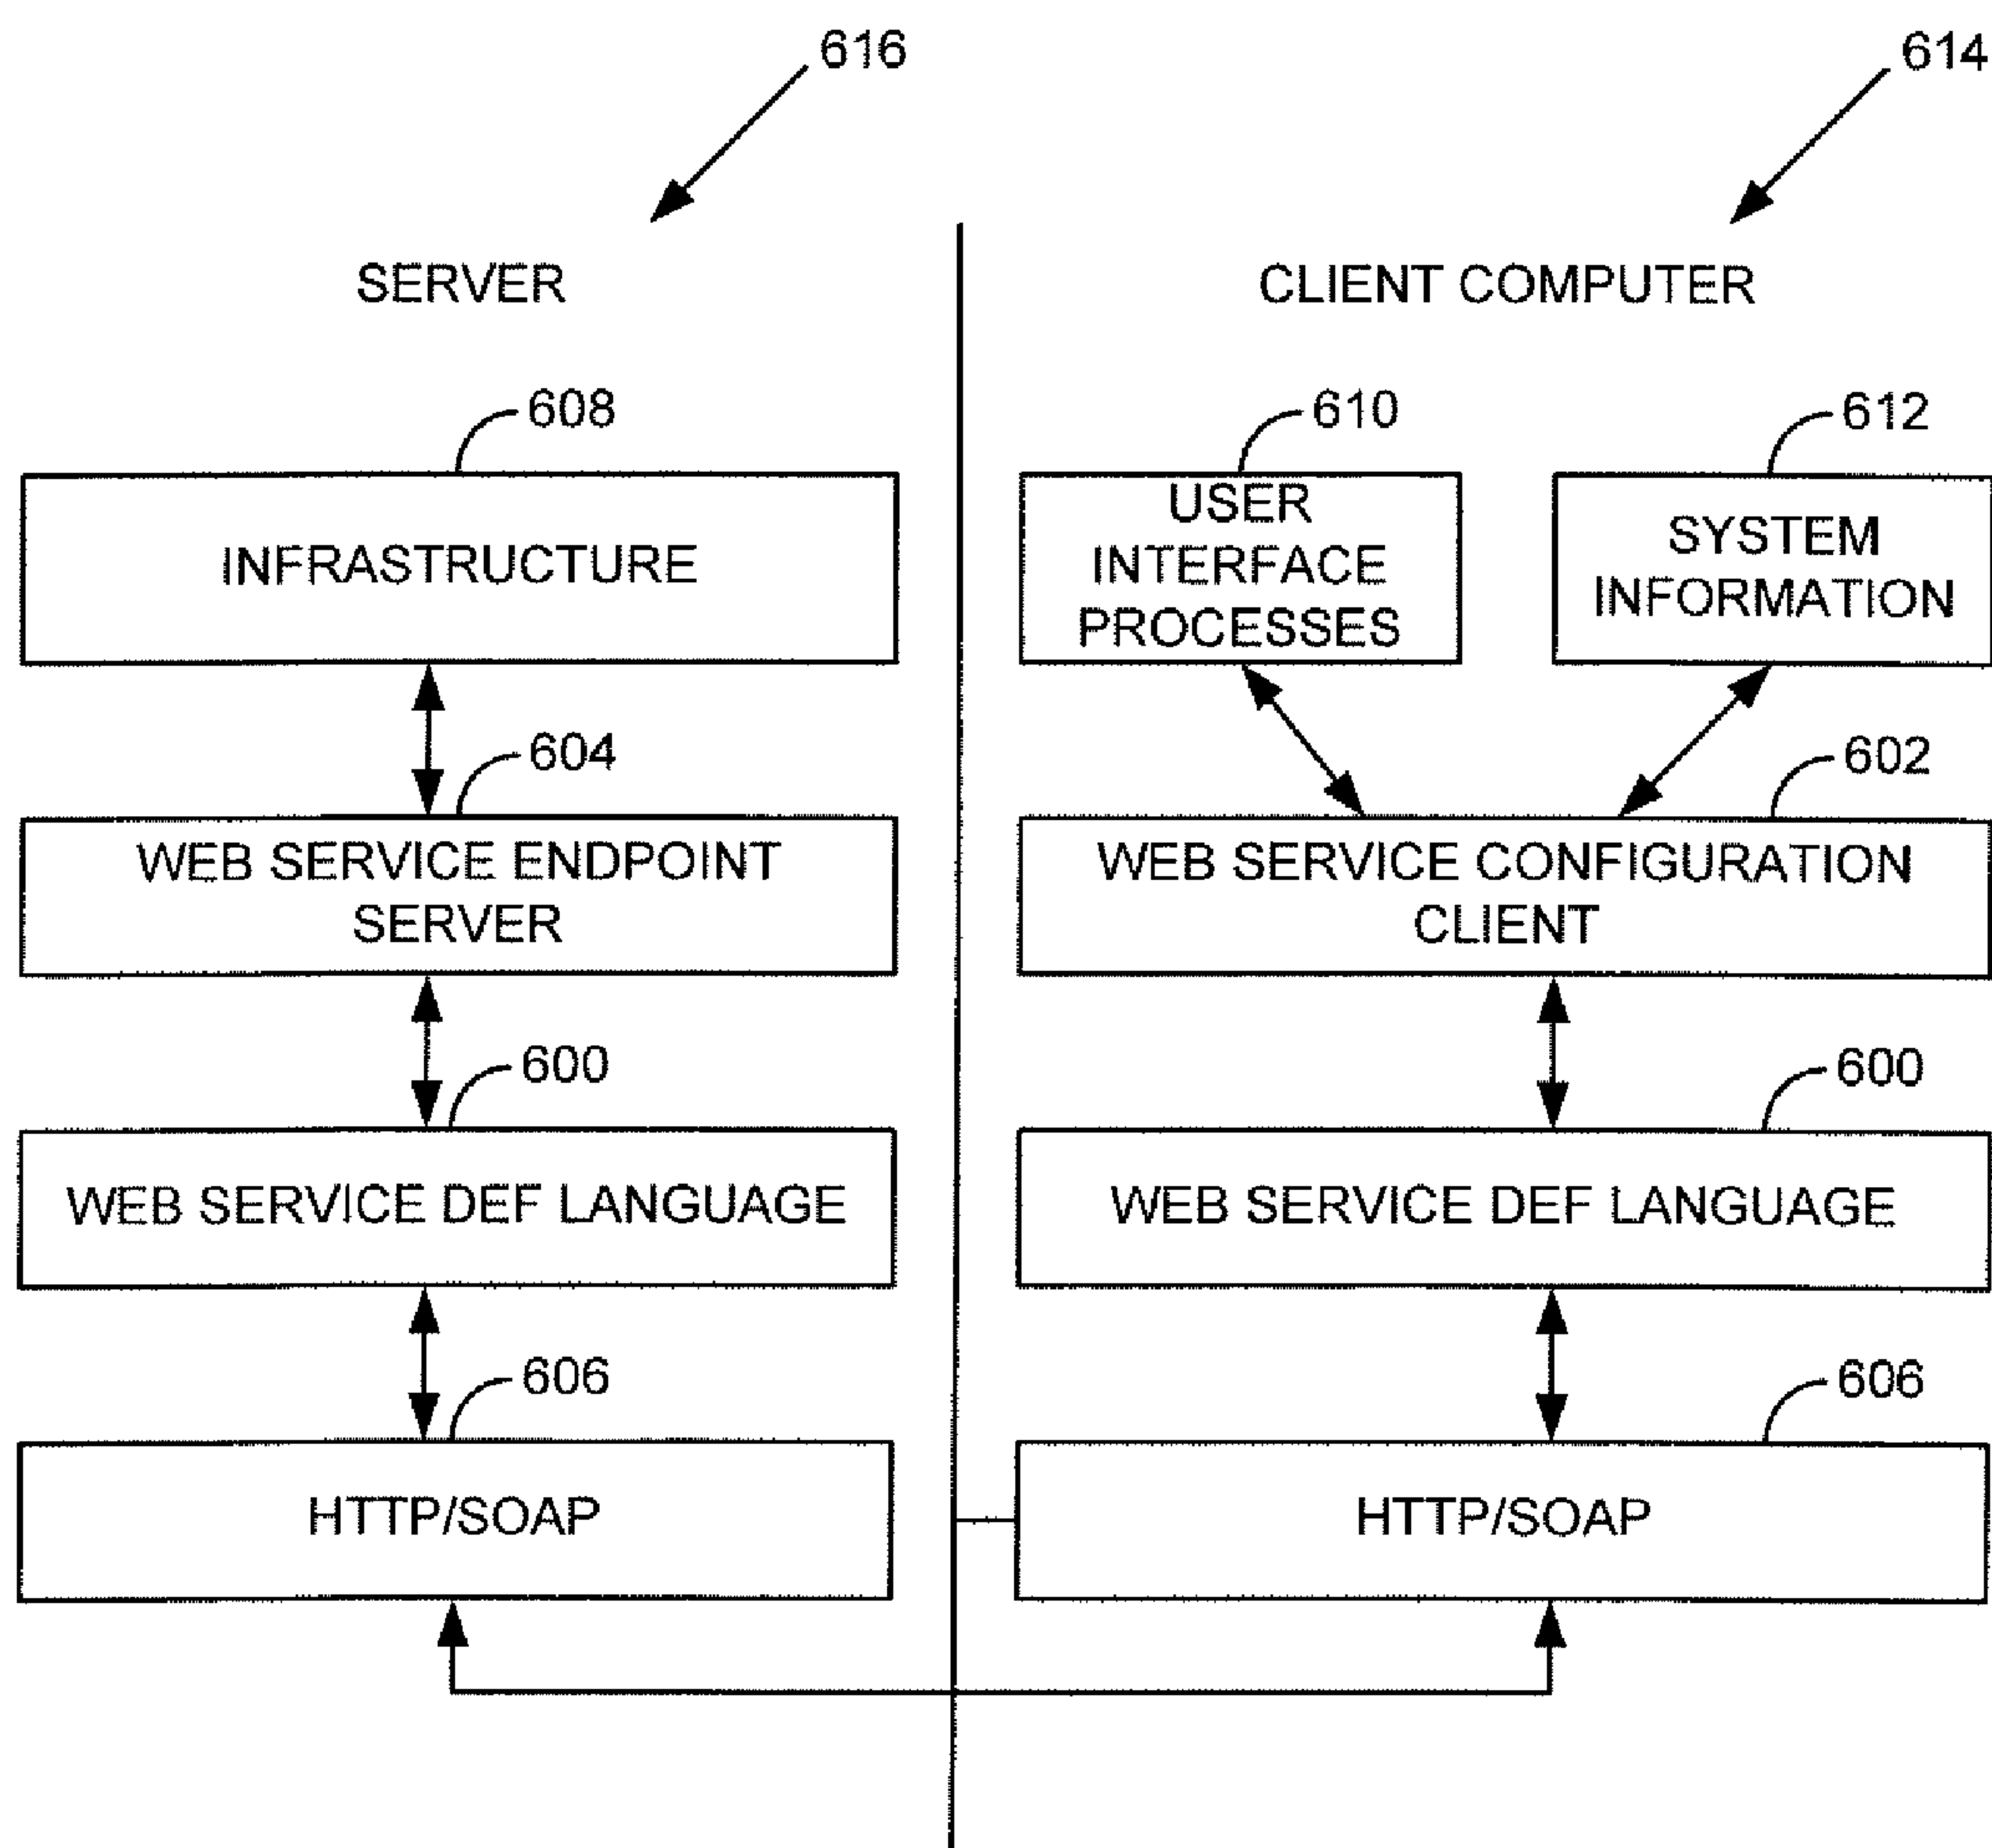 616
614
SERVER
CLIENT COMPUTER
608
610
612
INFRASTRUCTURE
USER
INTERFACE
PROCESSES
SYSTEM
INFORMATION
604
602
WEB SERVICE ENDPOINT
SERVER
WEB SERVICE CONFIGURATION
CLIENT
600
600
WEB SERVICE DEF LANGUAGE
WEB SERVICE DEF LANGUAGE
606
606
HTTP/SOAP
HTTP/SOAP